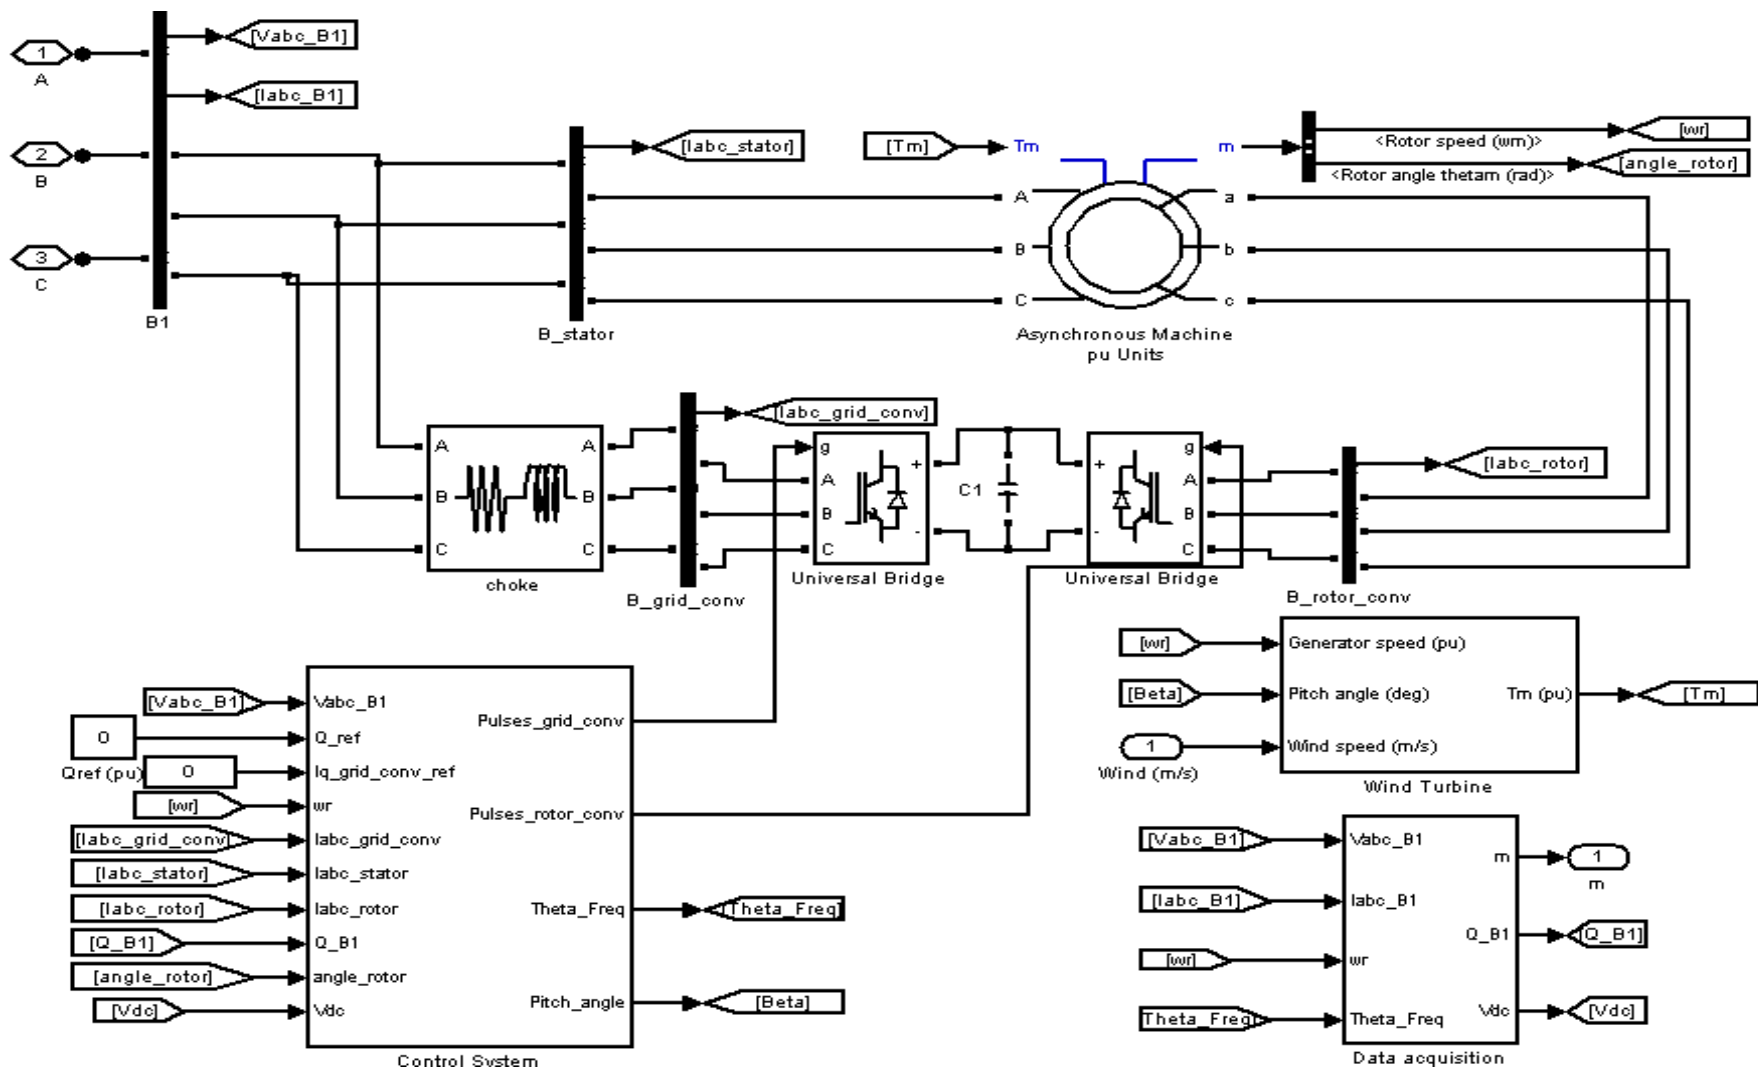 1
A
2
B
3
C
B1
[Vabc_B1]
[Iabc_B1]
[Iabc_stator]
B_stator
[Tm]
Tm
m
A
B
C
a
b
c
Asynchronous Machine
pu Units
<Rotor speed (wm)>
<Rotor angle thetam (rad)>
[wr]
[angle_rotor]
A
B
C
A
B
C
choke
[Iabc_grid_conv]
B_grid_conv
g
A
B
C
+
-
Universal Bridge
C1
+
-
g
A
B
C
Universal Bridge
[Iabc_rotor]
B_rotor_conv
[wr]
[Beta]
1
Wind (m/s)
Generator speed (pu)
Pitch angle (deg)
Wind speed (m/s)
Tm (pu)
[Tm]
Wind Turbine
[Vabc_B1]
0
Qref (pu)
0
[wr]
[Iabc_grid_conv]
[Iabc_stator]
[Iabc_rotor]
[Q_B1]
[angle_rotor]
[Vdc]
Vabc_B1
Q_ref
Iq_grid_conv_ref
wr
Iabc_grid_conv
Iabc_stator
Iabc_rotor
Q_B1
angle_rotor
Vdc
Pulses_grid_conv
Pulses_rotor_conv
Theta_Freq
Pitch_angle
Control System
[Theta_Freq]
[Beta]
[Vabc_B1]
[Iabc_B1]
[wr]
Theta_Freq
Vabc_B1
Iabc_B1
wr
Theta_Freq
m
Q_B1
Vdc
1
m
[Q_B1]
[Vdc]
Data acquisition